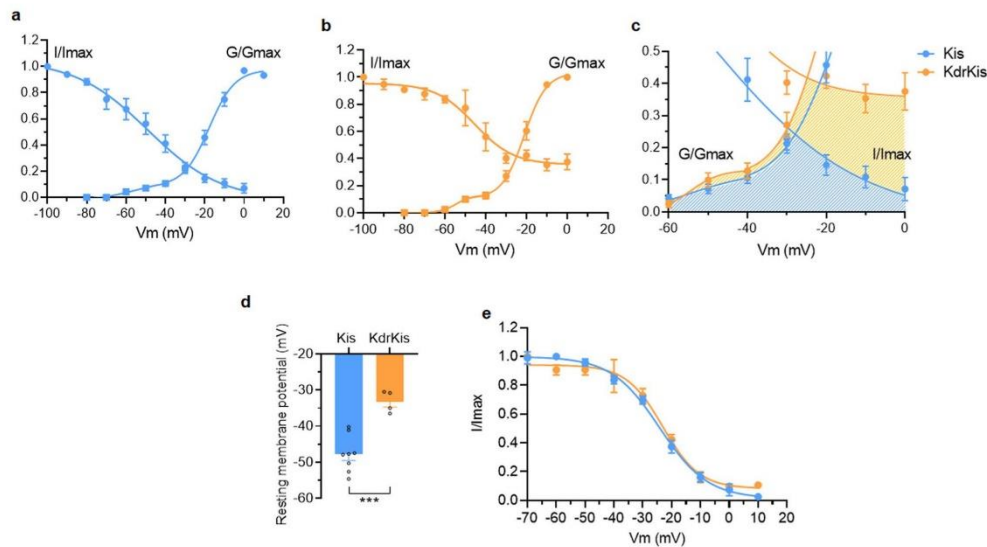 a
I/Imax
G/Gmax
1.2
1.0
0.8
0.6
0.4
0.2
0.0
-100 -80 -60 -40 -20 0 20
Vm (mV)
b
I/Imax
G/Gmax
1.2
1.0
0.8
0.6
0.4
0.2
0.0
-100 -80 -60 -40 -20 0 20
Vm (mV)
c
0.5
0.4
0.3
0.2
0.1
0.0
G/Gmax
I/Imax
-60 -40 -20 0
Vm (mV)
Kis
KdrKis
d
Kis KdrKis
Resting membrane potential (mV)
-20
-30
-40
-50
-60
***
e
I/Imax
1.2
1.0
0.8
0.6
0.4
0.2
0.0
-70 -60 -50 -40 -30 -20 -10 0 10 20
Vm (mV)